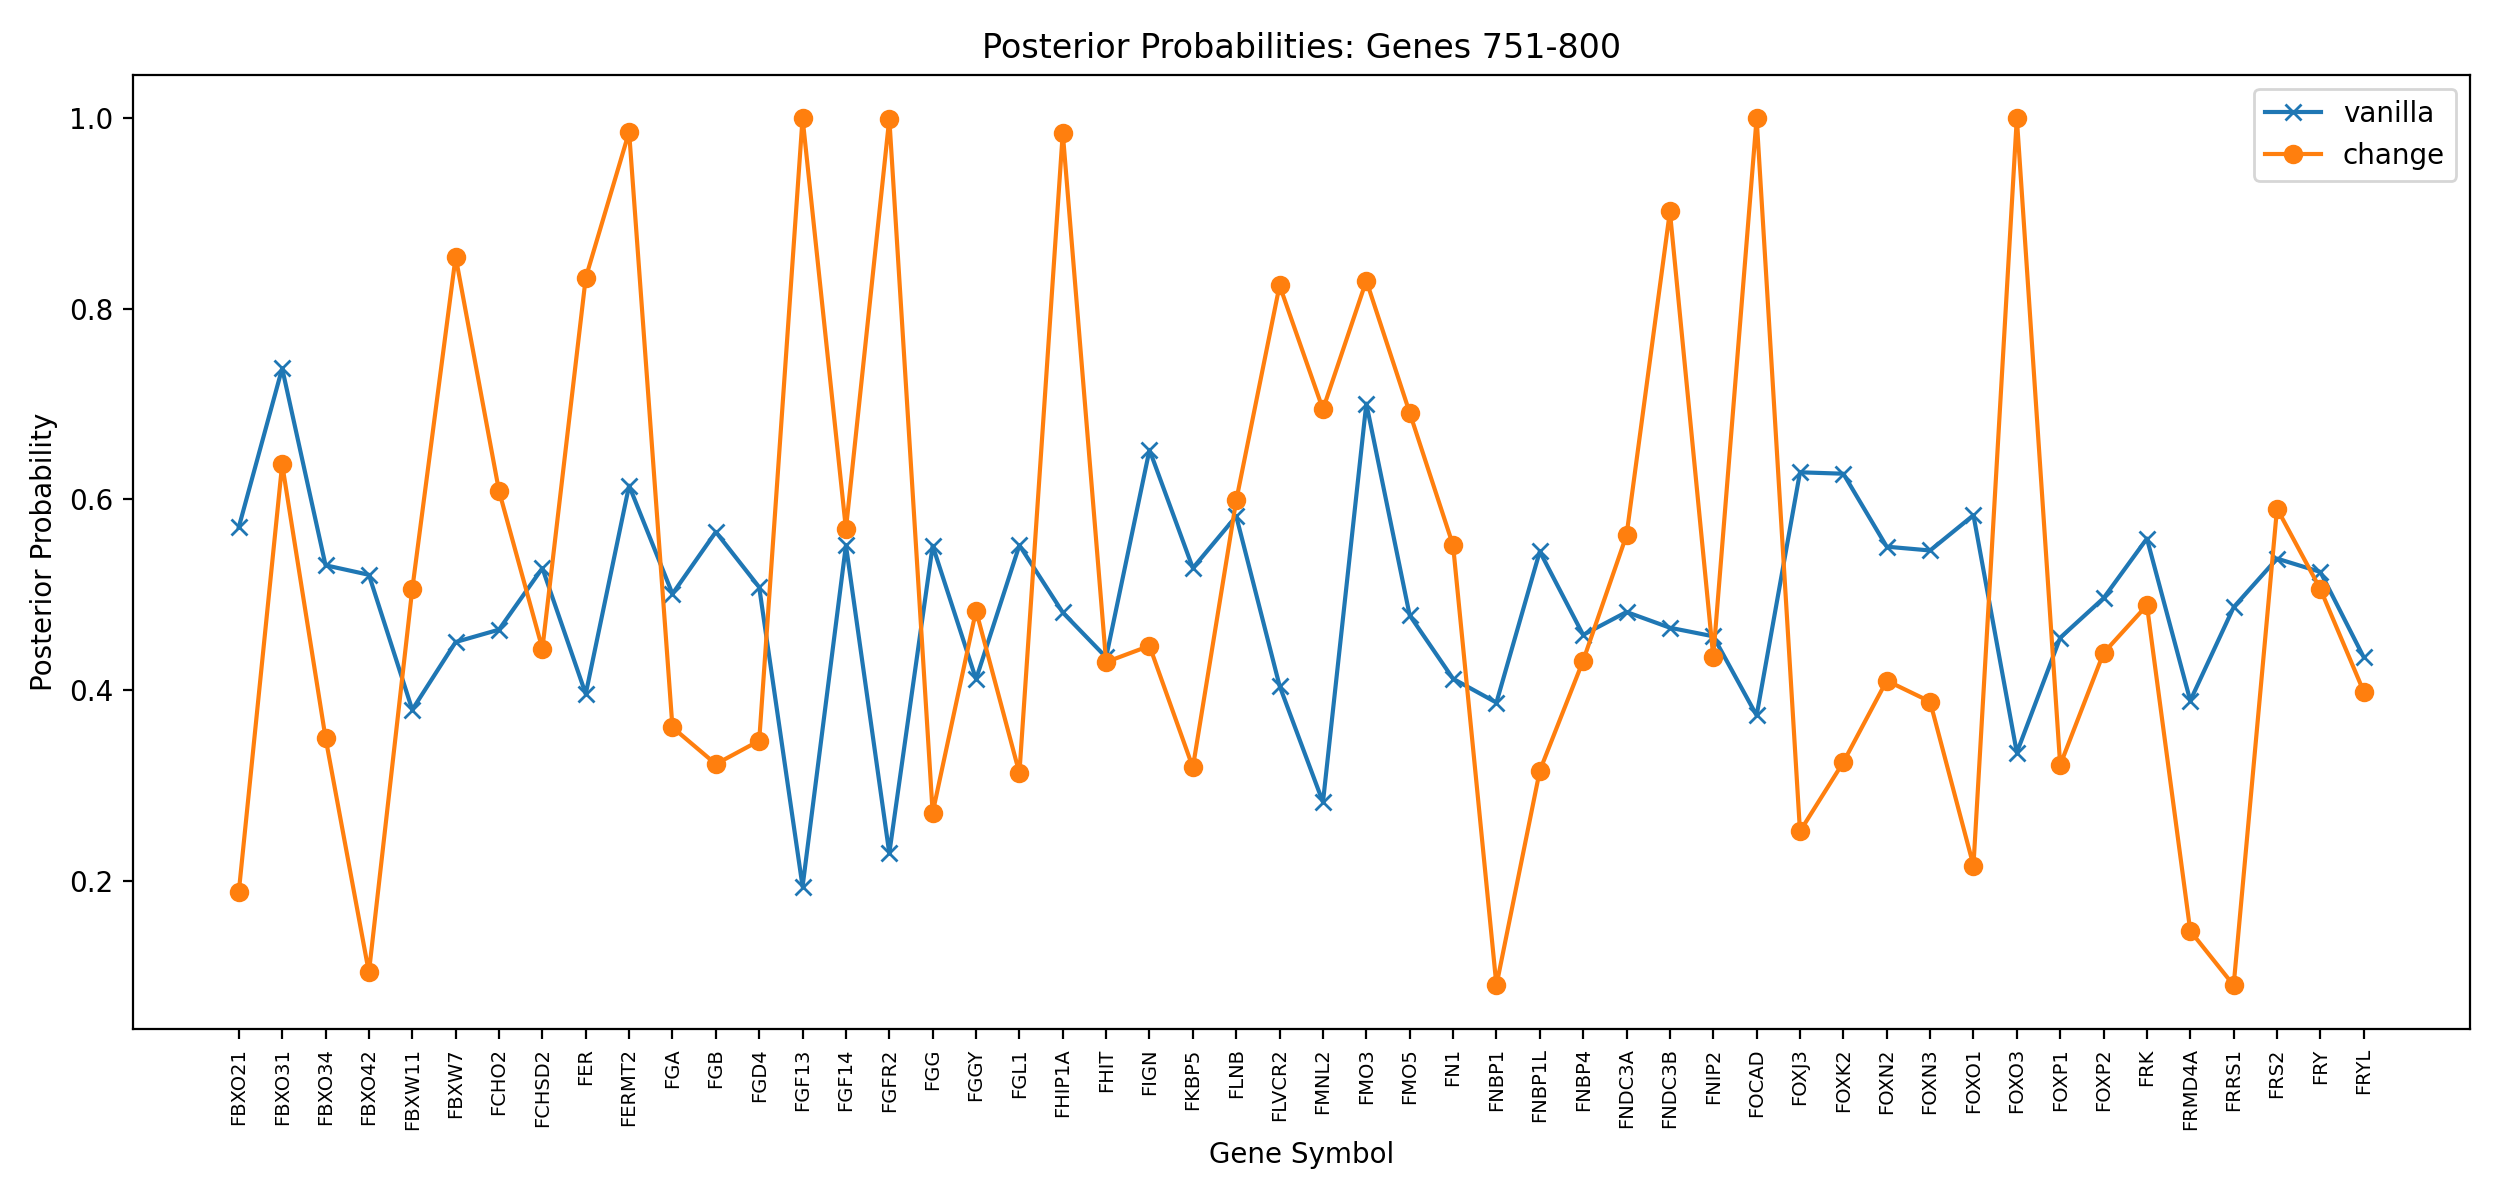 Posterior Probabilities: Genes 751-800
vanilla
change
Posterior Probability
1.0
0.8
0.6
0.4
0.2
FBXO21
FBXO31
FBXO34
FBXO42
FBXW11
FBXW7
FCHO2
FCHSD2
FER
FERMT2
FGA
FGB
FGD4
FGF13
FGF14
FGFR2
FGG
FGGY
FGL1
FHIP1A
FHIT
FIGN
FKBP5
FLNB
FLVCR2
FMNL2
FMO3
FMO5
FN1
FNBP1
FNBP1L
FNBP4
FNDC3A
FNDC3B
FNIP2
FOCAD
FOXJ3
FOXK2
FOXN2
FOXN3
FOXO1
FOXO3
FOXP1
FOXP2
FRK
FRMD4A
FRRS1
FRS2
FRY
FRYL
Gene Symbol